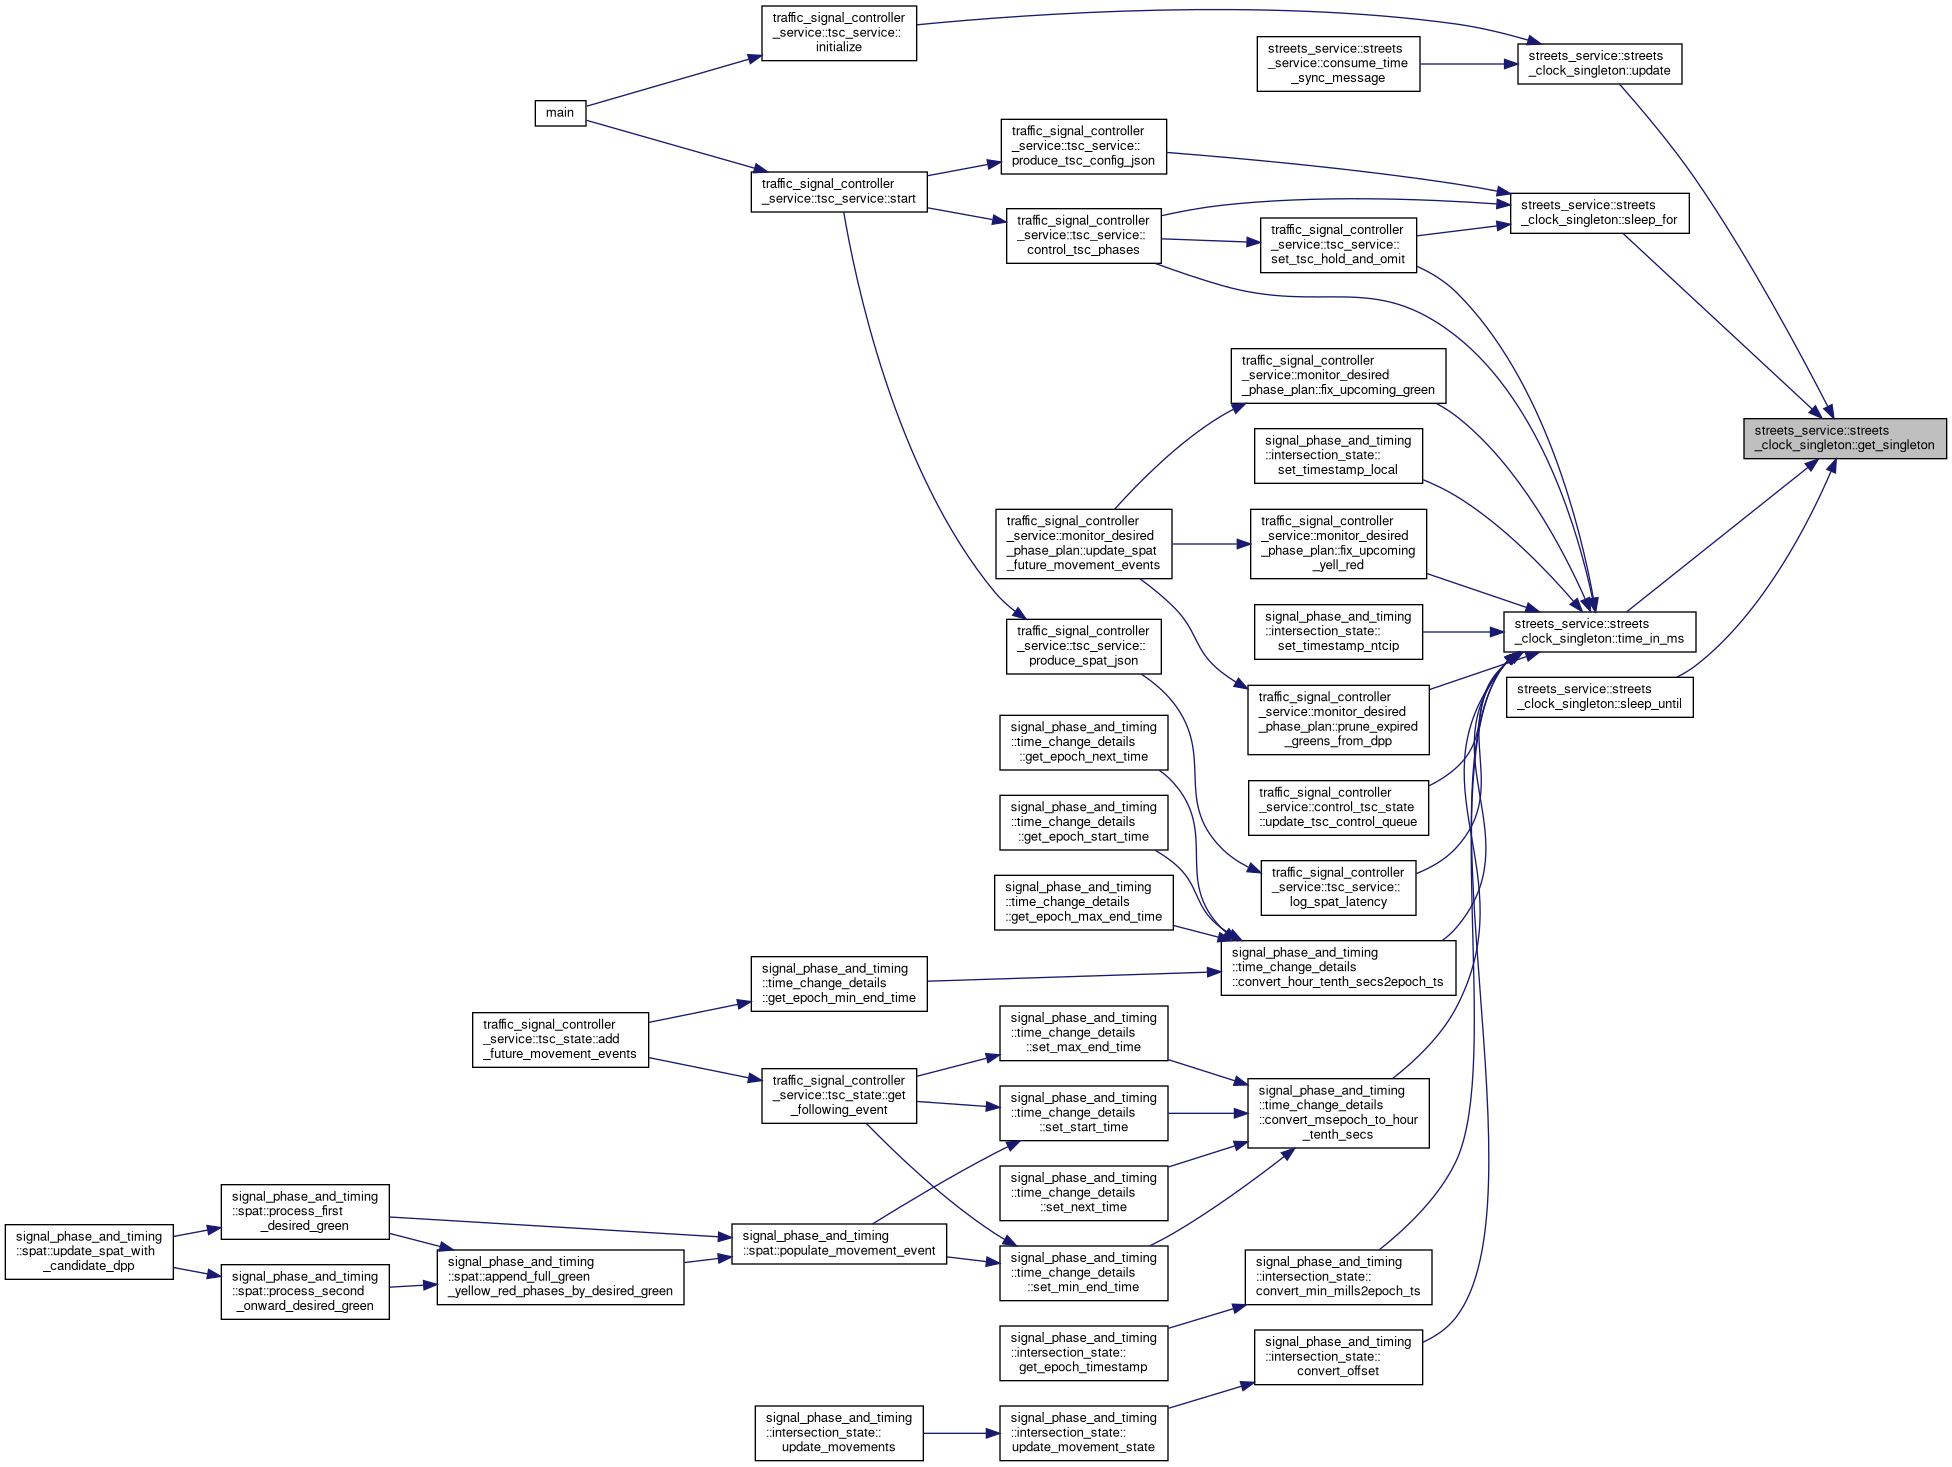 traffic_signal_controller
_service::tsc_service::
initialize
streets_service::streets
_service::consume_time
_sync_message
streets_service::streets
_clock_singleton::update
main
traffic_signal_controller
_service::tsc_service::
produce_tsc_config_json
traffic_signal_controller
_service::tsc_service::start
streets_service::streets
_clock_singleton::sleep_for
traffic_signal_controller
_service::tsc_service::
control_tsc_phases
traffic_signal_controller
_service::tsc_service::
set_tsc_hold_and_omit
traffic_signal_controller
_service::monitor_desired
_phase_plan::fix_upcoming_green
streets_service::streets
_clock_singleton::get_singleton
signal_phase_and_timing
::intersection_state::
set_timestamp_local
traffic_signal_controller
_service::monitor_desired
_phase_plan::update_spat
_future_movement_events
traffic_signal_controller
_service::monitor_desired
_phase_plan::fix_upcoming
_yell_red
signal_phase_and_timing
::intersection_state::
set_timestamp_ntcip
streets_service::streets
_clock_singleton::time_in_ms
traffic_signal_controller
_service::tsc_service::
produce_spat_json
traffic_signal_controller
_service::monitor_desired
_phase_plan::prune_expired
_greens_from_dpp
streets_service::streets
_clock_singleton::sleep_until
signal_phase_and_timing
::time_change_details
::get_epoch_next_time
traffic_signal_controller
_service::control_tsc_state
::update_tsc_control_queue
signal_phase_and_timing
::time_change_details
::get_epoch_start_time
traffic_signal_controller
_service::tsc_service::
log_spat_latency
signal_phase_and_timing
::time_change_details
::get_epoch_max_end_time
signal_phase_and_timing
::time_change_details
::convert_hour_tenth_secs2epoch_ts
signal_phase_and_timing
::time_change_details
::get_epoch_min_end_time
traffic_signal_controller
_service::tsc_state::add
_future_movement_events
signal_phase_and_timing
::time_change_details
::set_max_end_time
traffic_signal_controller
_service::tsc_state::get
_following_event
signal_phase_and_timing
::time_change_details
::set_start_time
signal_phase_and_timing
::time_change_details
::convert_msepoch_to_hour
_tenth_secs
signal_phase_and_timing
::time_change_details
::set_next_time
signal_phase_and_timing
::spat::process_first
_desired_green
signal_phase_and_timing
::spat::update_spat_with
_candidate_dpp
signal_phase_and_timing
::spat::populate_movement_event
signal_phase_and_timing
::time_change_details
::set_min_end_time
signal_phase_and_timing
::spat::append_full_green
_yellow_red_phases_by_desired_green
signal_phase_and_timing
::spat::process_second
_onward_desired_green
signal_phase_and_timing
::intersection_state::
convert_min_mills2epoch_ts
signal_phase_and_timing
::intersection_state::
get_epoch_timestamp
signal_phase_and_timing
::intersection_state::
convert_offset
signal_phase_and_timing
::intersection_state::
update_movements
signal_phase_and_timing
::intersection_state::
update_movement_state